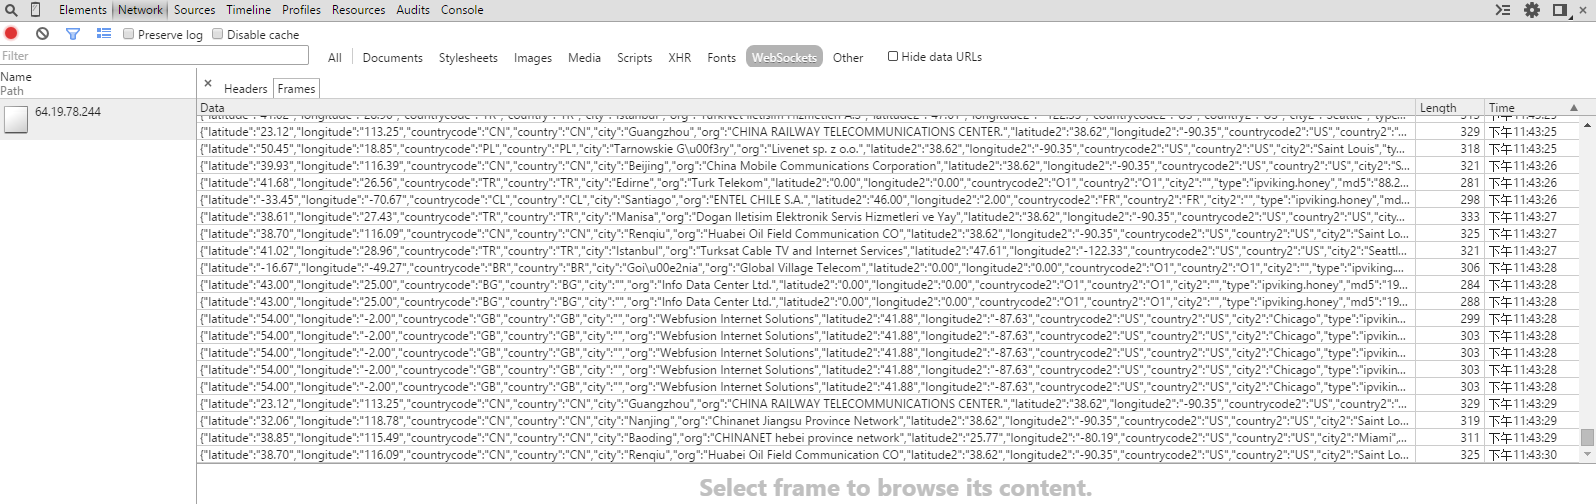 Elements Network Sources Timeline Profiles Resources Audits Console
Preserve log Disable cache
Filter All Documents Stylesheets Images Media Scripts XHR Fonts WebSockets Other Hide data URLs
Name
Path
× Headers Frames
64.19.78.244
Data Length Time
{"latitude":"23.12","longitude":"113.25","countrycode":"CN","country":"CN","city":"Guangzhou","org":"CHINA RAILWAY TELECOMMUNICATIONS CENTER.","latitude2":"38.62","longitude2":"-90.35","countrycode2":"US","country2":"... 329 下午11:43:25
{"latitude":"50.45","longitude":"18.85","countrycode":"PL","country":"PL","city":"Tarnowskie G\u00f3ry","org":"Livenet sp. z o.o.","latitude2":"38.62","longitude2":"-90.35","countrycode2":"US","country2":"US","city2":"Saint Louis","ty... 318 下午11:43:25
{"latitude":"39.93","longitude":"116.39","countrycode":"CN","country":"CN","city":"Beijing","org":"China Mobile Communications Corporation","latitude2":"38.62","longitude2":"-90.35","countrycode2":"US","country2":"US","city2":"S... 321 下午11:43:26
{"latitude":"41.68","longitude":"26.56","countrycode":"TR","country":"TR","city":"Edirne","org":"Turk Telekom","latitude2":"0.00","longitude2":"0.00","countrycode2":"O1","country2":"O1","city2":"","type":"ipviking.honey","md5":"88.2... 281 下午11:43:26
{"latitude":"-33.45","longitude":"-70.67","countrycode":"CL","country":"CL","city":"Santiago","org":"ENTEL CHILE S.A.","latitude2":"46.00","longitude2":"2.00","countrycode2":"FR","country2":"FR","city2":"","type":"ipviking.honey","md... 298 下午11:43:26
{"latitude":"38.61","longitude":"27.43","countrycode":"TR","country":"TR","city":"Manisa","org":"Dogan Iletisim Elektronik Servis Hizmetleri ve Yay","latitude2":"38.62","longitude2":"-90.35","countrycode2":"US","country2":"US","city... 333 下午11:43:27
{"latitude":"38.70","longitude":"116.09","countrycode":"CN","country":"CN","city":"Renqiu","org":"Huabei Oil Field Communication CO","latitude2":"38.62","longitude2":"-90.35","countrycode2":"US","country2":"US","city2":"Saint Lo... 325 下午11:43:27
{"latitude":"41.02","longitude":"28.96","countrycode":"TR","country":"TR","city":"Istanbul","org":"Turksat Cable TV and Internet Services","latitude2":"47.61","longitude2":"-122.33","countrycode2":"US","country2":"US","city2":"Seattl... 321 下午11:43:27
{"latitude":"-16.67","longitude":"-49.27","countrycode":"BR","country":"BR","city":"Goi\u00e2nia","org":"Global Village Telecom","latitude2":"0.00","longitude2":"0.00","countrycode2":"O1","country2":"O1","city2":"","type":"ipviking.... 306 下午11:43:28
{"latitude":"43.00","longitude":"25.00","countrycode":"BG","country":"BG","city":"","org":"Info Data Center Ltd.","latitude2":"0.00","longitude2":"0.00","countrycode2":"O1","country2":"O1","city2":"","type":"ipviking.honey","md5":"19... 284 下午11:43:28
{"latitude":"43.00","longitude":"25.00","countrycode":"BG","country":"BG","city":"","org":"Info Data Center Ltd.","latitude2":"0.00","longitude2":"0.00","countrycode2":"O1","country2":"O1","city2":"","type":"ipviking.honey","md5":"19... 288 下午11:43:28
{"latitude":"54.00","longitude":"-2.00","countrycode":"GB","country":"GB","city":"","org":"Webfusion Internet Solutions","latitude2":"41.88","longitude2":"-87.63","countrycode2":"US","country2":"US","city2":"Chicago","type":"ipvikin... 299 下午11:43:28
{"latitude":"54.00","longitude":"-2.00","countrycode":"GB","country":"GB","city":"","org":"Webfusion Internet Solutions","latitude2":"41.88","longitude2":"-87.63","countrycode2":"US","country2":"US","city2":"Chicago","type":"ipvikin... 303 下午11:43:28
{"latitude":"54.00","longitude":"-2.00","countrycode":"GB","country":"GB","city":"","org":"Webfusion Internet Solutions","latitude2":"41.88","longitude2":"-87.63","countrycode2":"US","country2":"US","city2":"Chicago","type":"ipvikin... 303 下午11:43:28
{"latitude":"54.00","longitude":"-2.00","countrycode":"GB","country":"GB","city":"","org":"Webfusion Internet Solutions","latitude2":"41.88","longitude2":"-87.63","countrycode2":"US","country2":"US","city2":"Chicago","type":"ipvikin... 303 下午11:43:28
{"latitude":"54.00","longitude":"-2.00","countrycode":"GB","country":"GB","city":"","org":"Webfusion Internet Solutions","latitude2":"41.88","longitude2":"-87.63","countrycode2":"US","country2":"US","city2":"Chicago","type":"ipvikin... 303 下午11:43:28
{"latitude":"23.12","longitude":"113.25","countrycode":"CN","country":"CN","city":"Guangzhou","org":"CHINA RAILWAY TELECOMMUNICATIONS CENTER.","latitude2":"38.62","longitude2":"-90.35","countrycode2":"US","country2":"... 329 下午11:43:29
{"latitude":"32.06","longitude":"118.78","countrycode":"CN","country":"CN","city":"Nanjing","org":"Chinanet Jiangsu Province Network","latitude2":"38.62","longitude2":"-90.35","countrycode2":"US","country2":"US","city2":"Saint Lo... 319 下午11:43:29
{"latitude":"38.85","longitude":"115.49","countrycode":"CN","country":"CN","city":"Baoding","org":"CHINANET hebei province network","latitude2":"25.77","longitude2":"-80.19","countrycode2":"US","country2":"US","city2":"Miami",... 311 下午11:43:29
{"latitude":"38.70","longitude":"116.09","countrycode":"CN","country":"CN","city":"Renqiu","org":"Huabei Oil Field Communication CO","latitude2":"38.62","longitude2":"-90.35","countrycode2":"US","country2":"US","city2":"Saint Lo... 325 下午11:43:30
Select frame to browse its content.